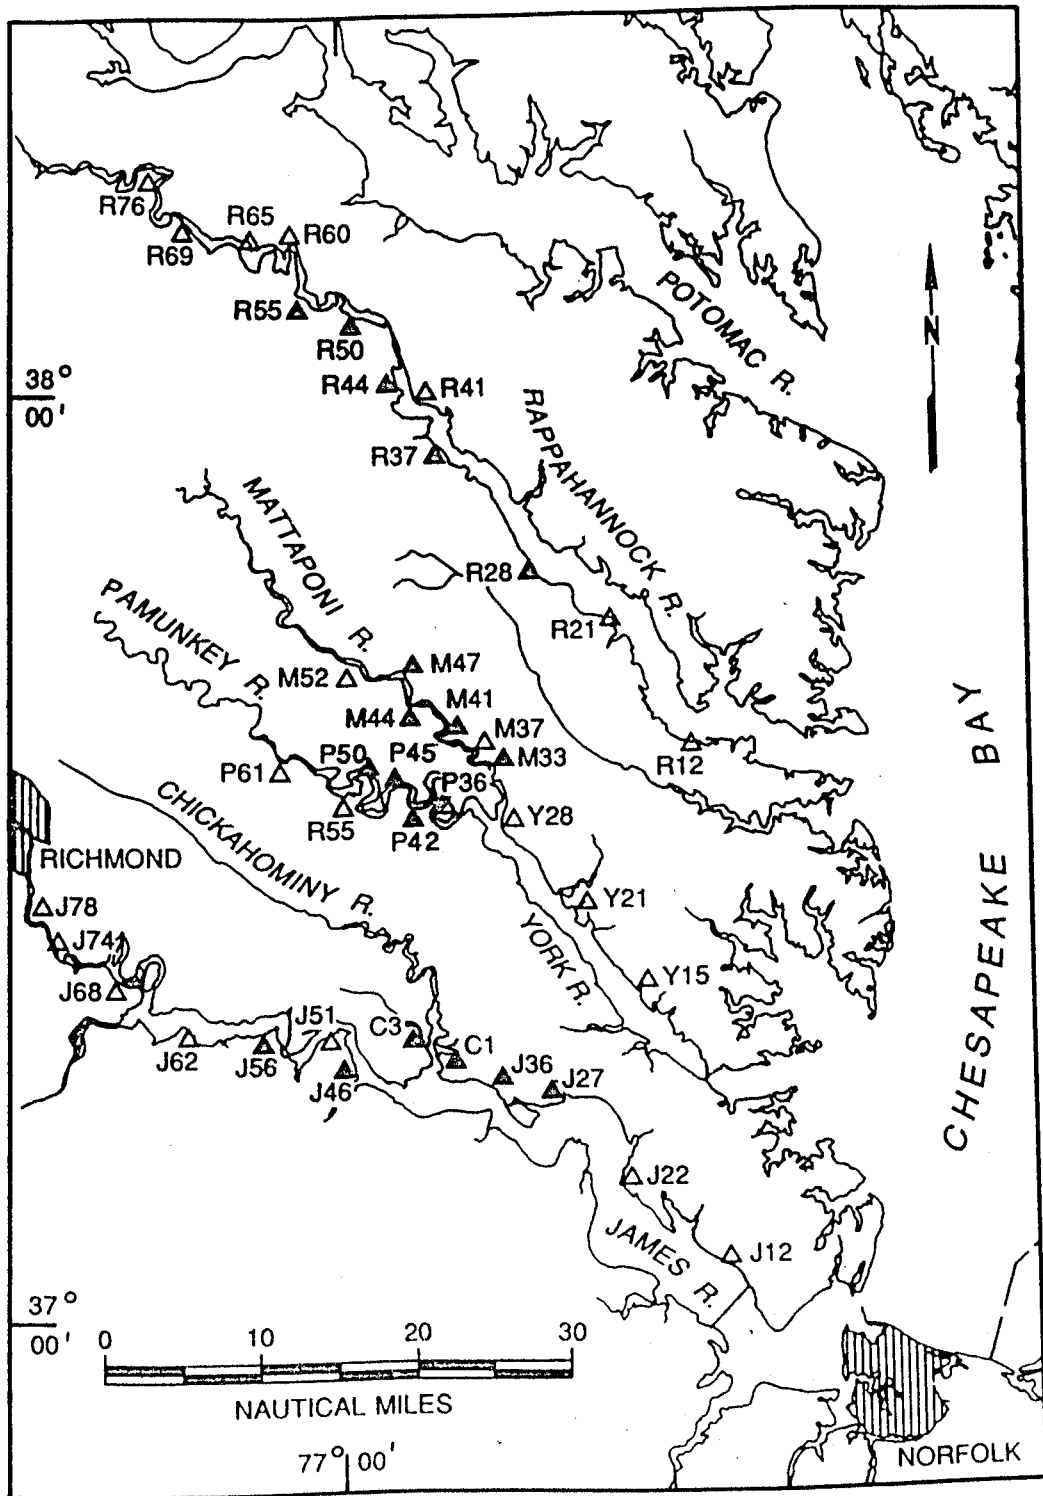 R76
R69
R65
R60
R55
R50
POTOMAC R.
N
38°
00'
R44
R41
R37
RAPPAHANNOCK R.
MATTAPONI R.
R28
R21
PAMUNKEY R.
M52
M47
M44
M41
M37
M33
R12
P61
P50
P45
P36
R55
P42
Y28
CHICKAHOMINY R.
RICHMOND
CHESAPEAKE BAY
J78
J74
J68
Y21
YORK R.
Y15
J62
J56
J51
J46
C3
C1
J36
J27
J22
JAMES R.
J12
37°
00'
0 10 20 30
NAUTICAL MILES
77° 00'
NORFOLK